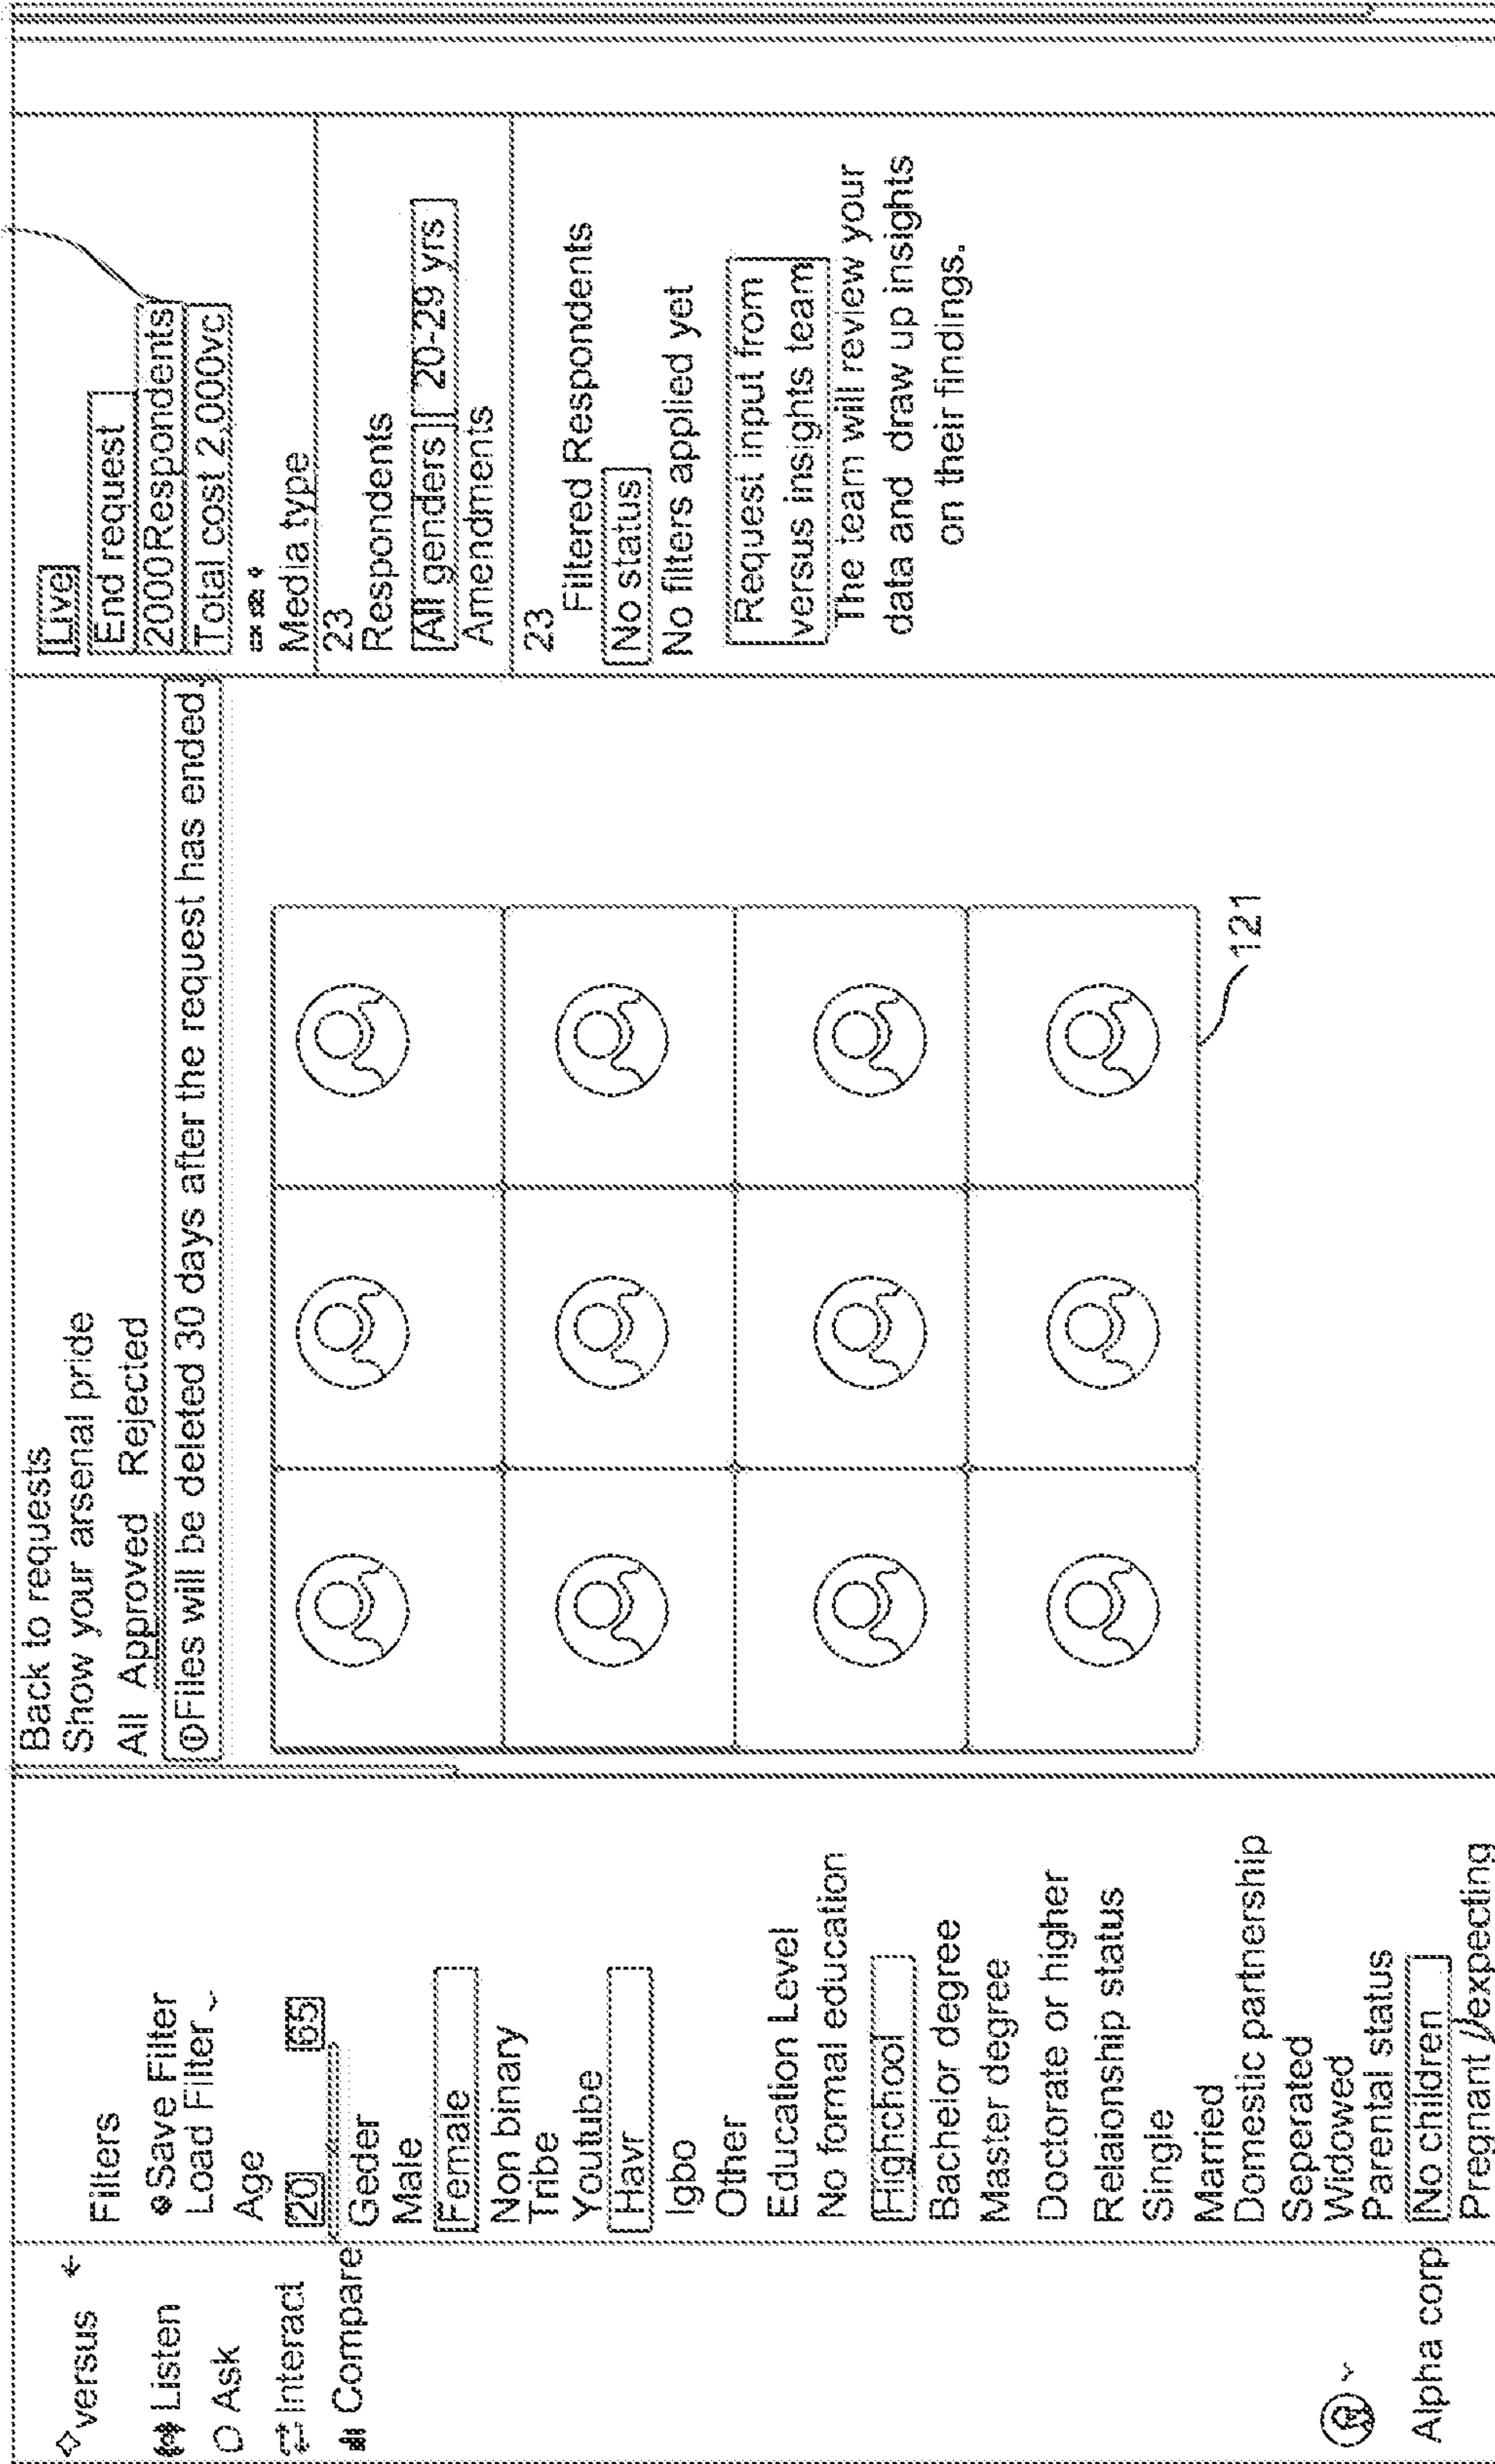 versus
Listen
Ask
Interact
Compare
Alpha corp
Filters
Save Filter
Load Filter
Age
20 65
Geder
Male
Female
Non binary
Tribe
Youtube
Havr
Igbo
Other
Education Level
No formal education
Highchool
Bachelor degree
Master degree
Doctorate or higher
Relaionship status
Single
Married
Domestic partnership
Seperated
Widowed
Parental status
No children
Pregnant //expecting
Back to requests
Show your arsenal pride
All Approved Rejected
Files will be deleted 30 days after the request has ended.
121
Live
End request
2000Respondents
Total cost 2,000vc
Media type
23
Respondents
All genders 20-29 yrs
Amendments
23
Filtered Respondents
No status
No filters applied yet
Request input from
versus insights team
The team will review your
data and draw up insights
on their findings.